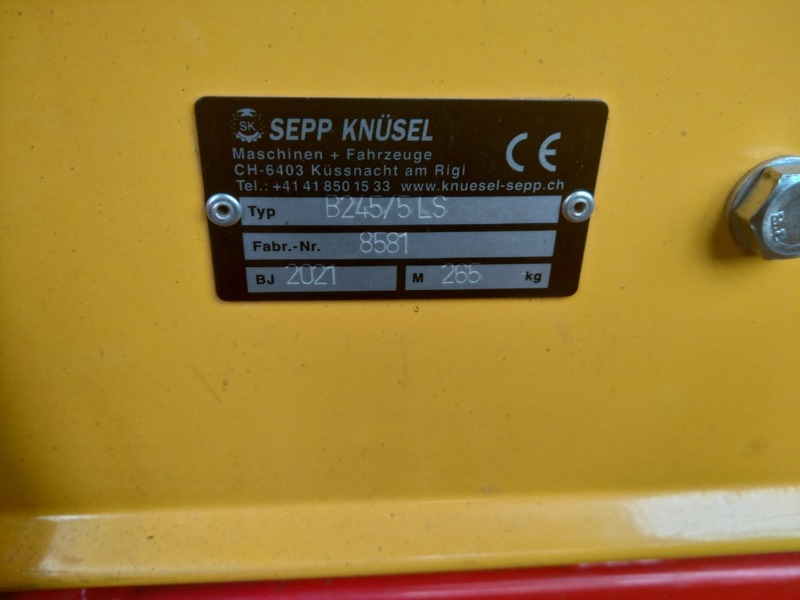 SK SEPP KNÜSEL
Maschinen + Fahrzeuge
CH-6403 Küssnacht am Rigi
Tel.: +41 41 850 15 33 www.knuesel-sepp.ch
CE
Typ B245/5 LS
Fabr.-Nr. 8581
BJ 2021 M 265 kg